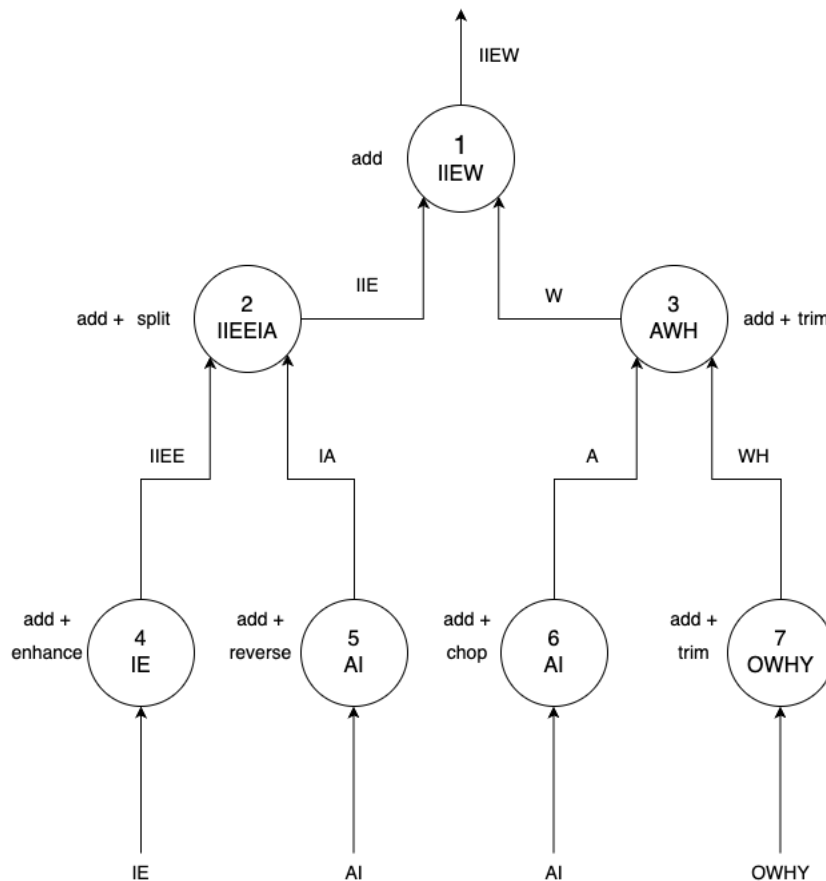 IIEW
add
1
IIEW
IIE
W
add + split
2
IIEEIA
3
AWH
add + trim
IIEE
IA
A
WH
add +
enhance
4
IE
add +
reverse
5
AI
add +
chop
6
AI
add +
trim
7
OWHY
IE
AI
AI
OWHY